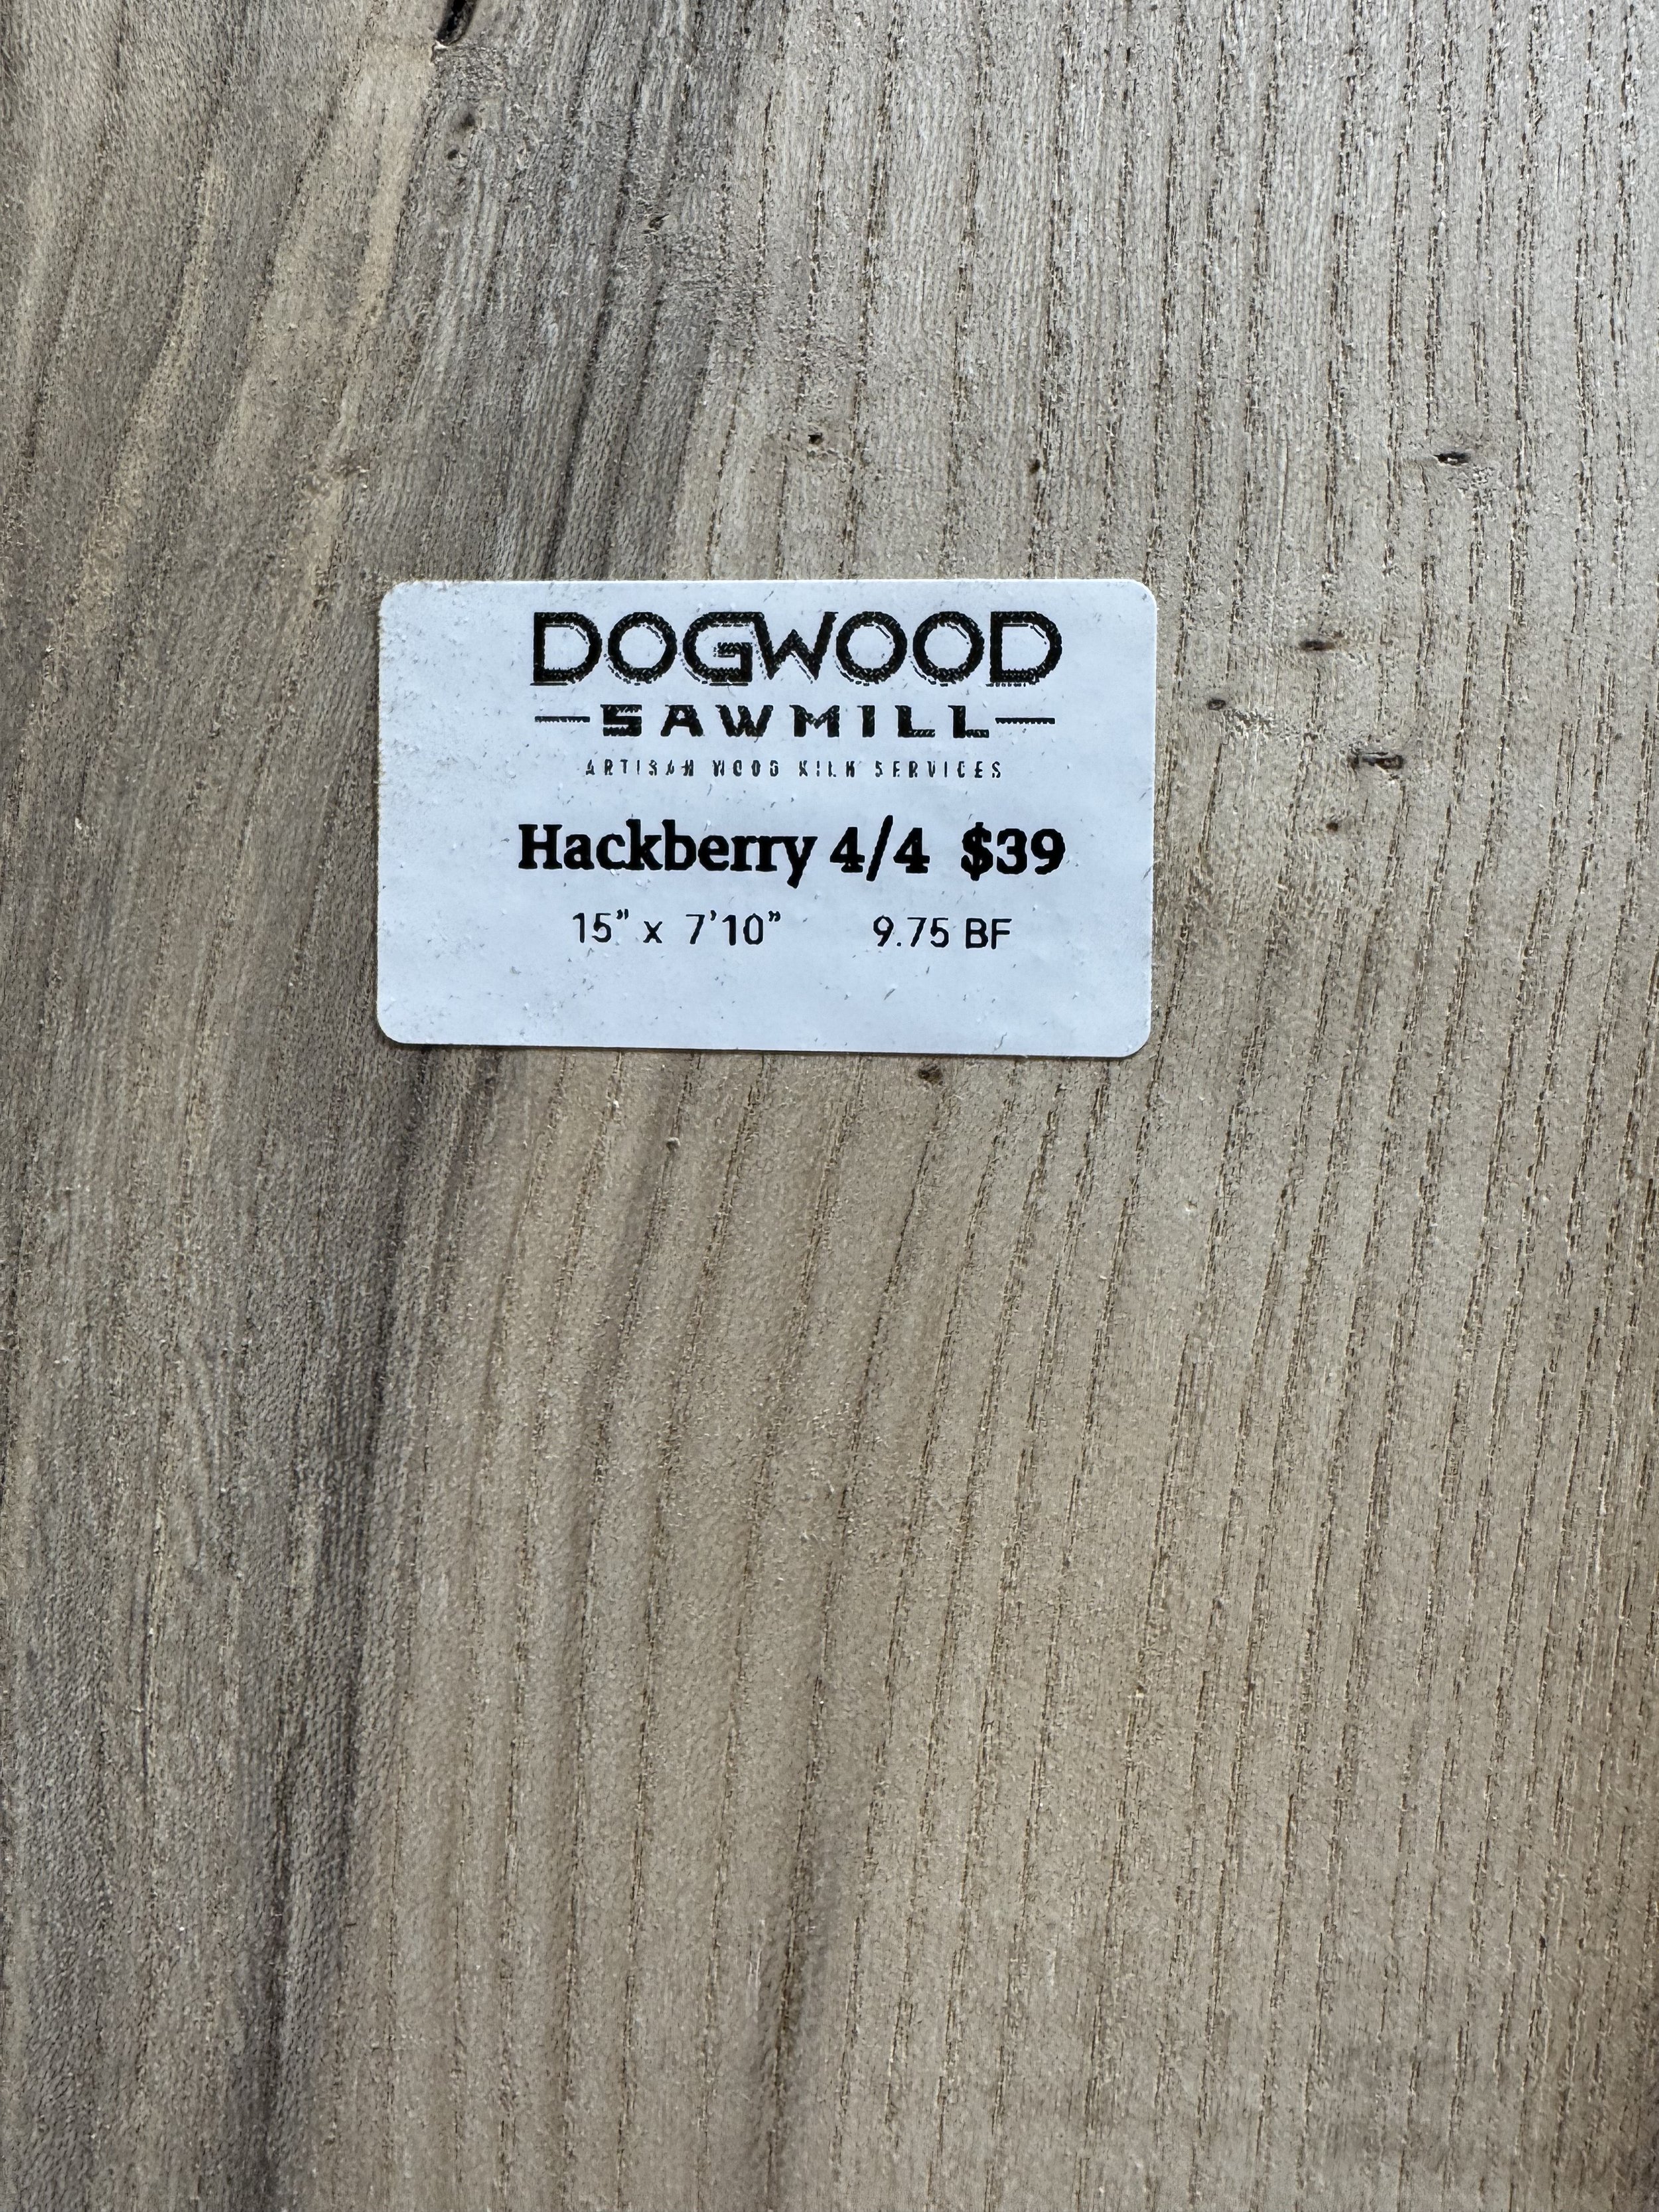 DOGWOOD
SAWMILL
ARTISAN WOOD KILN SERVICES
Hackberry 4/4 $39
15" x 7'10" 9.75 BF